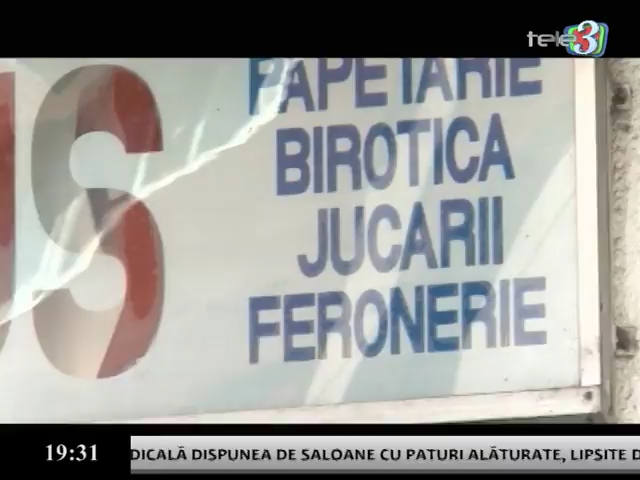 tele3
PAPETARIE
BIROTICA
JUCARII
FERONERIE
S
19:31
DICALĂ DISPUNEA DE SALOANE CU PATURI ALĂTURATE, LIPSITE D